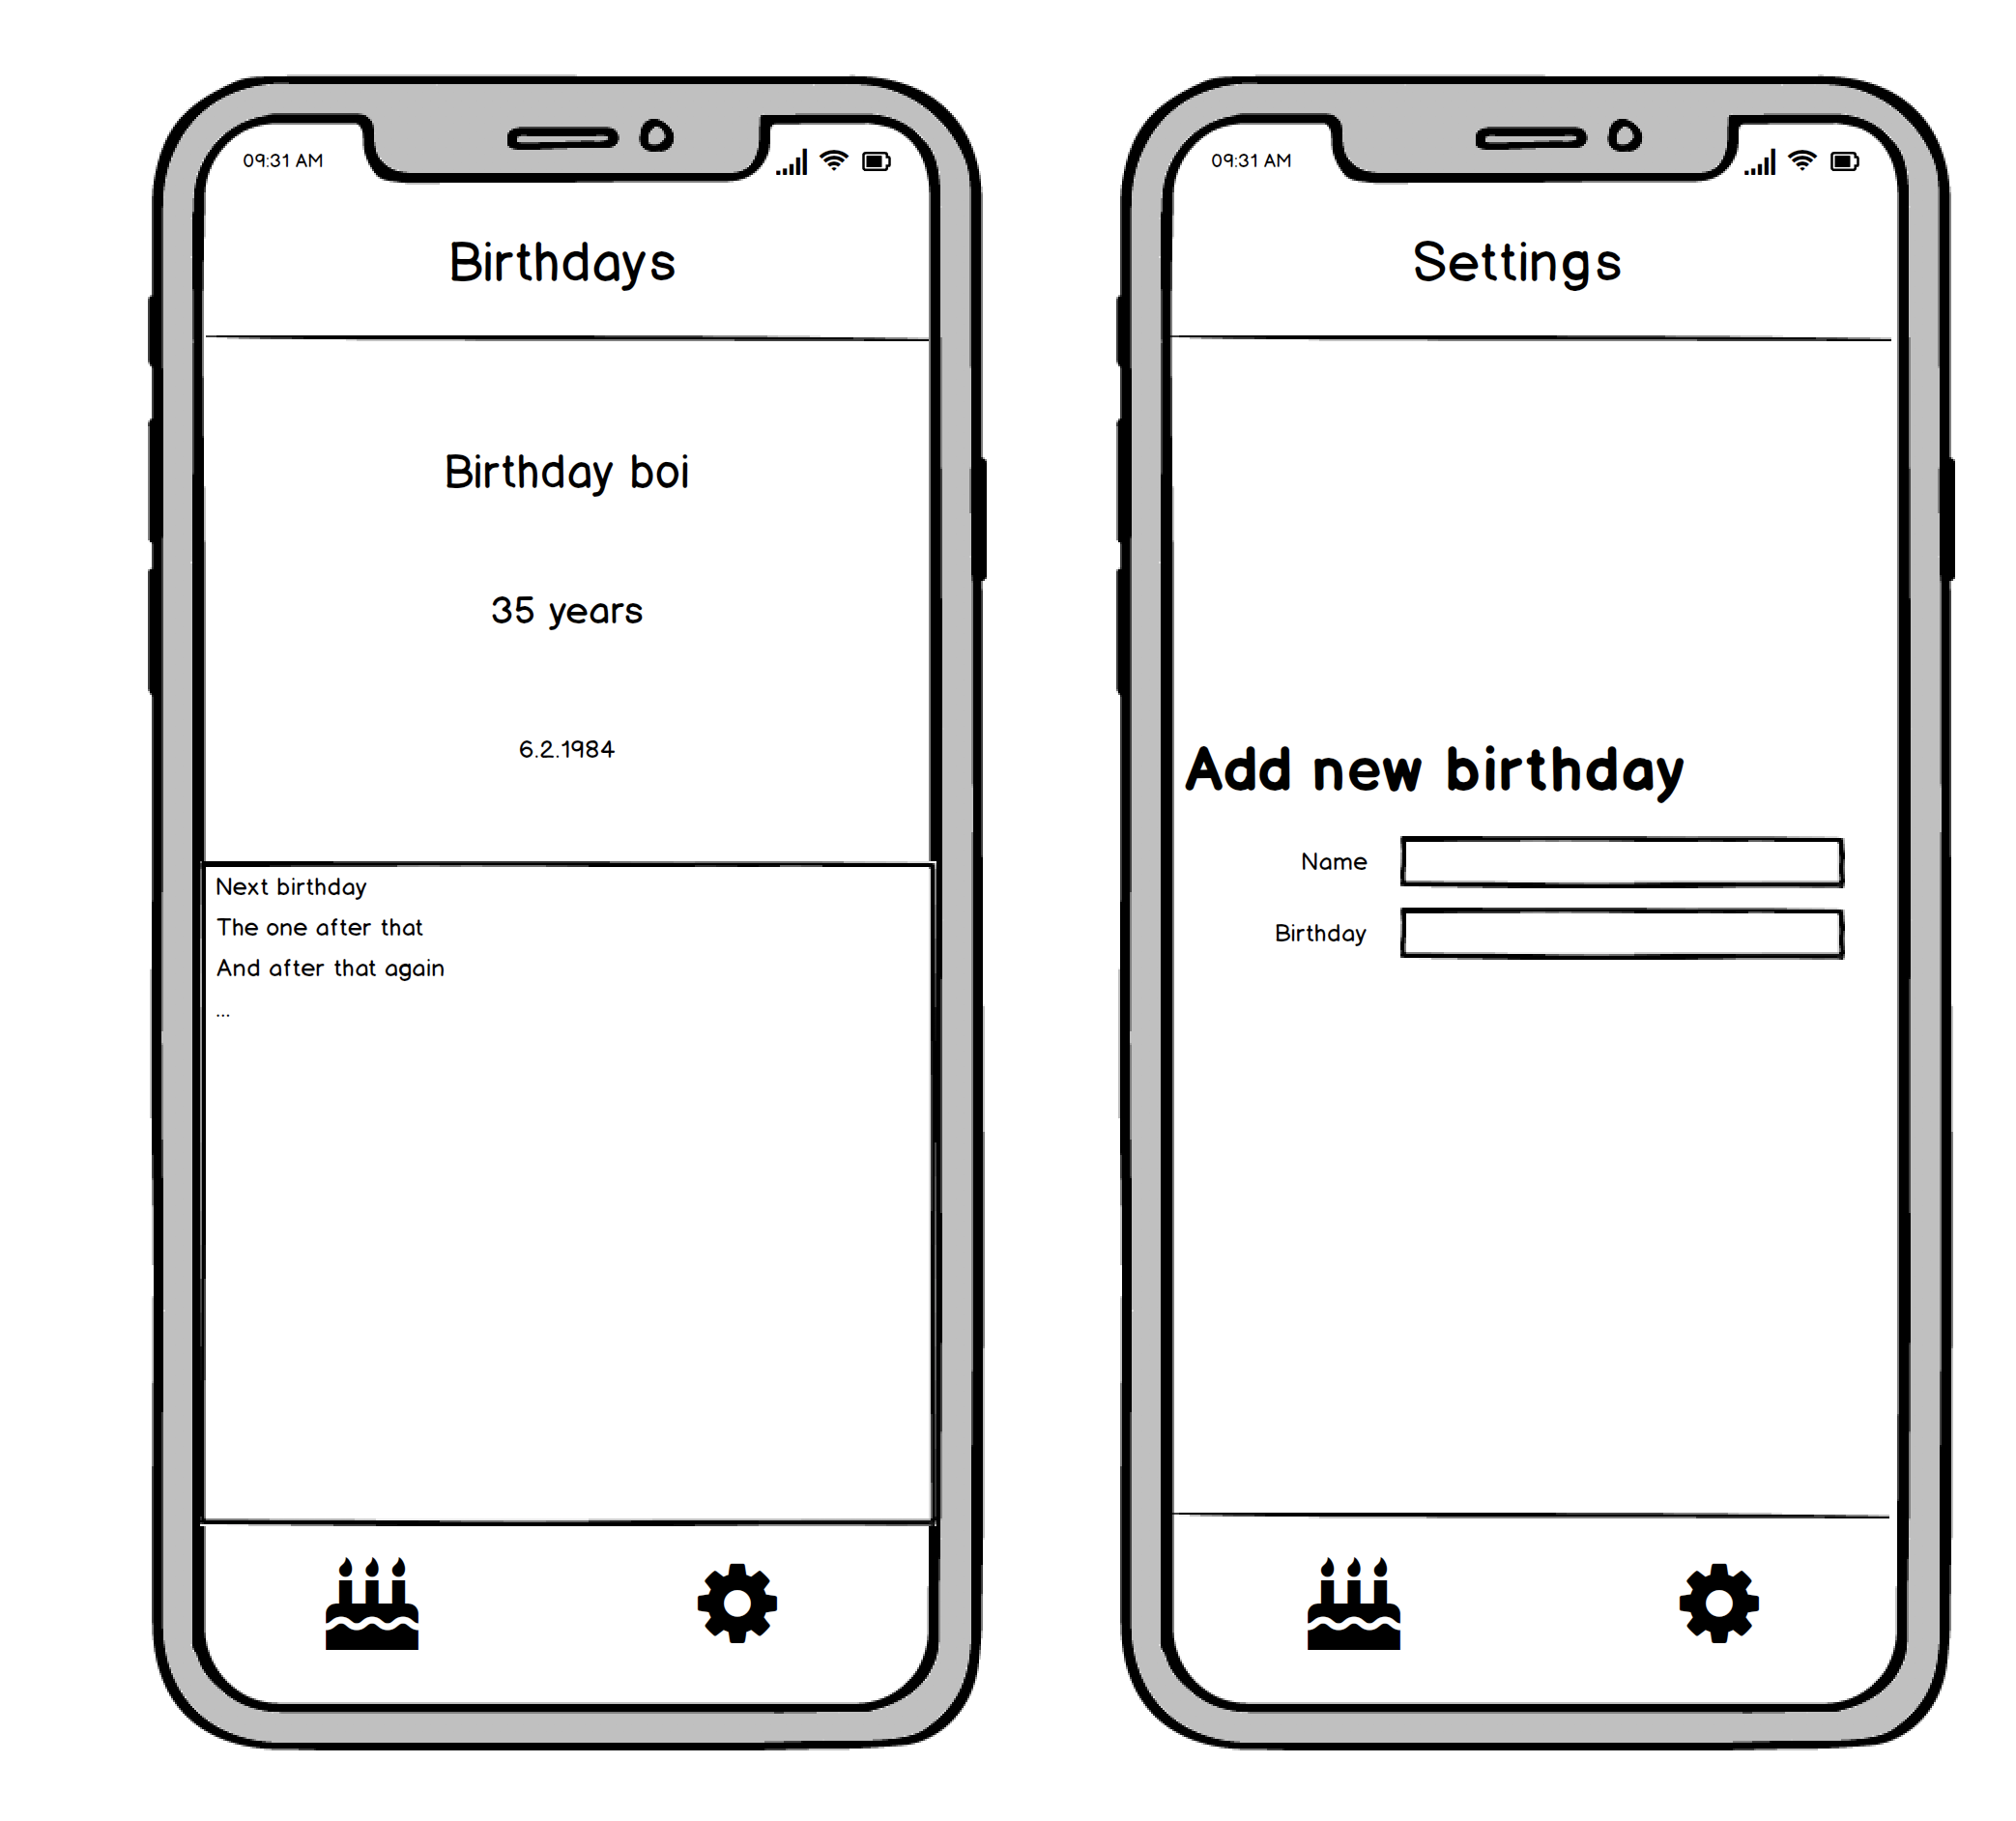 09:31 AM
Birthdays
Birthday boi
35 years
6.2.1984
Next birthday
The one after that
And after that again
...
09:31 AM
Settings
Add new birthday
Name
Birthday